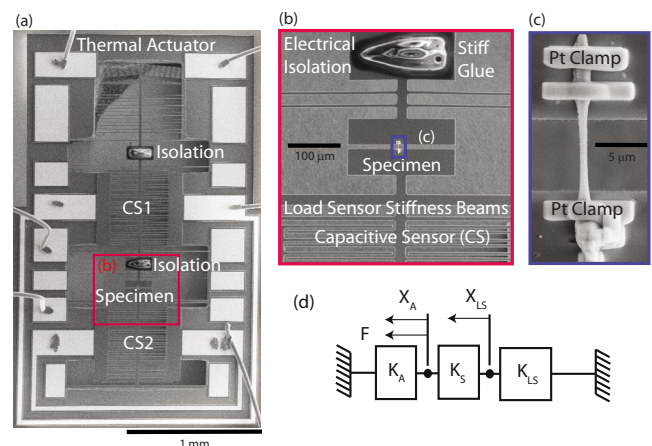 (a)
Thermal Actuator
Isolation
CS1
(b)
Isolation
Specimen
CS2
1 mm
(b)
Electrical
Isolation
Stiff
Glue
(c)
100 μm
Specimen
Load Sensor Stiffness Beams
Capacitive Sensor (CS)
(c)
Pt Clamp
5 μm
Pt Clamp
(d)
X_A
X_LS
F
K_A
K_S
K_LS